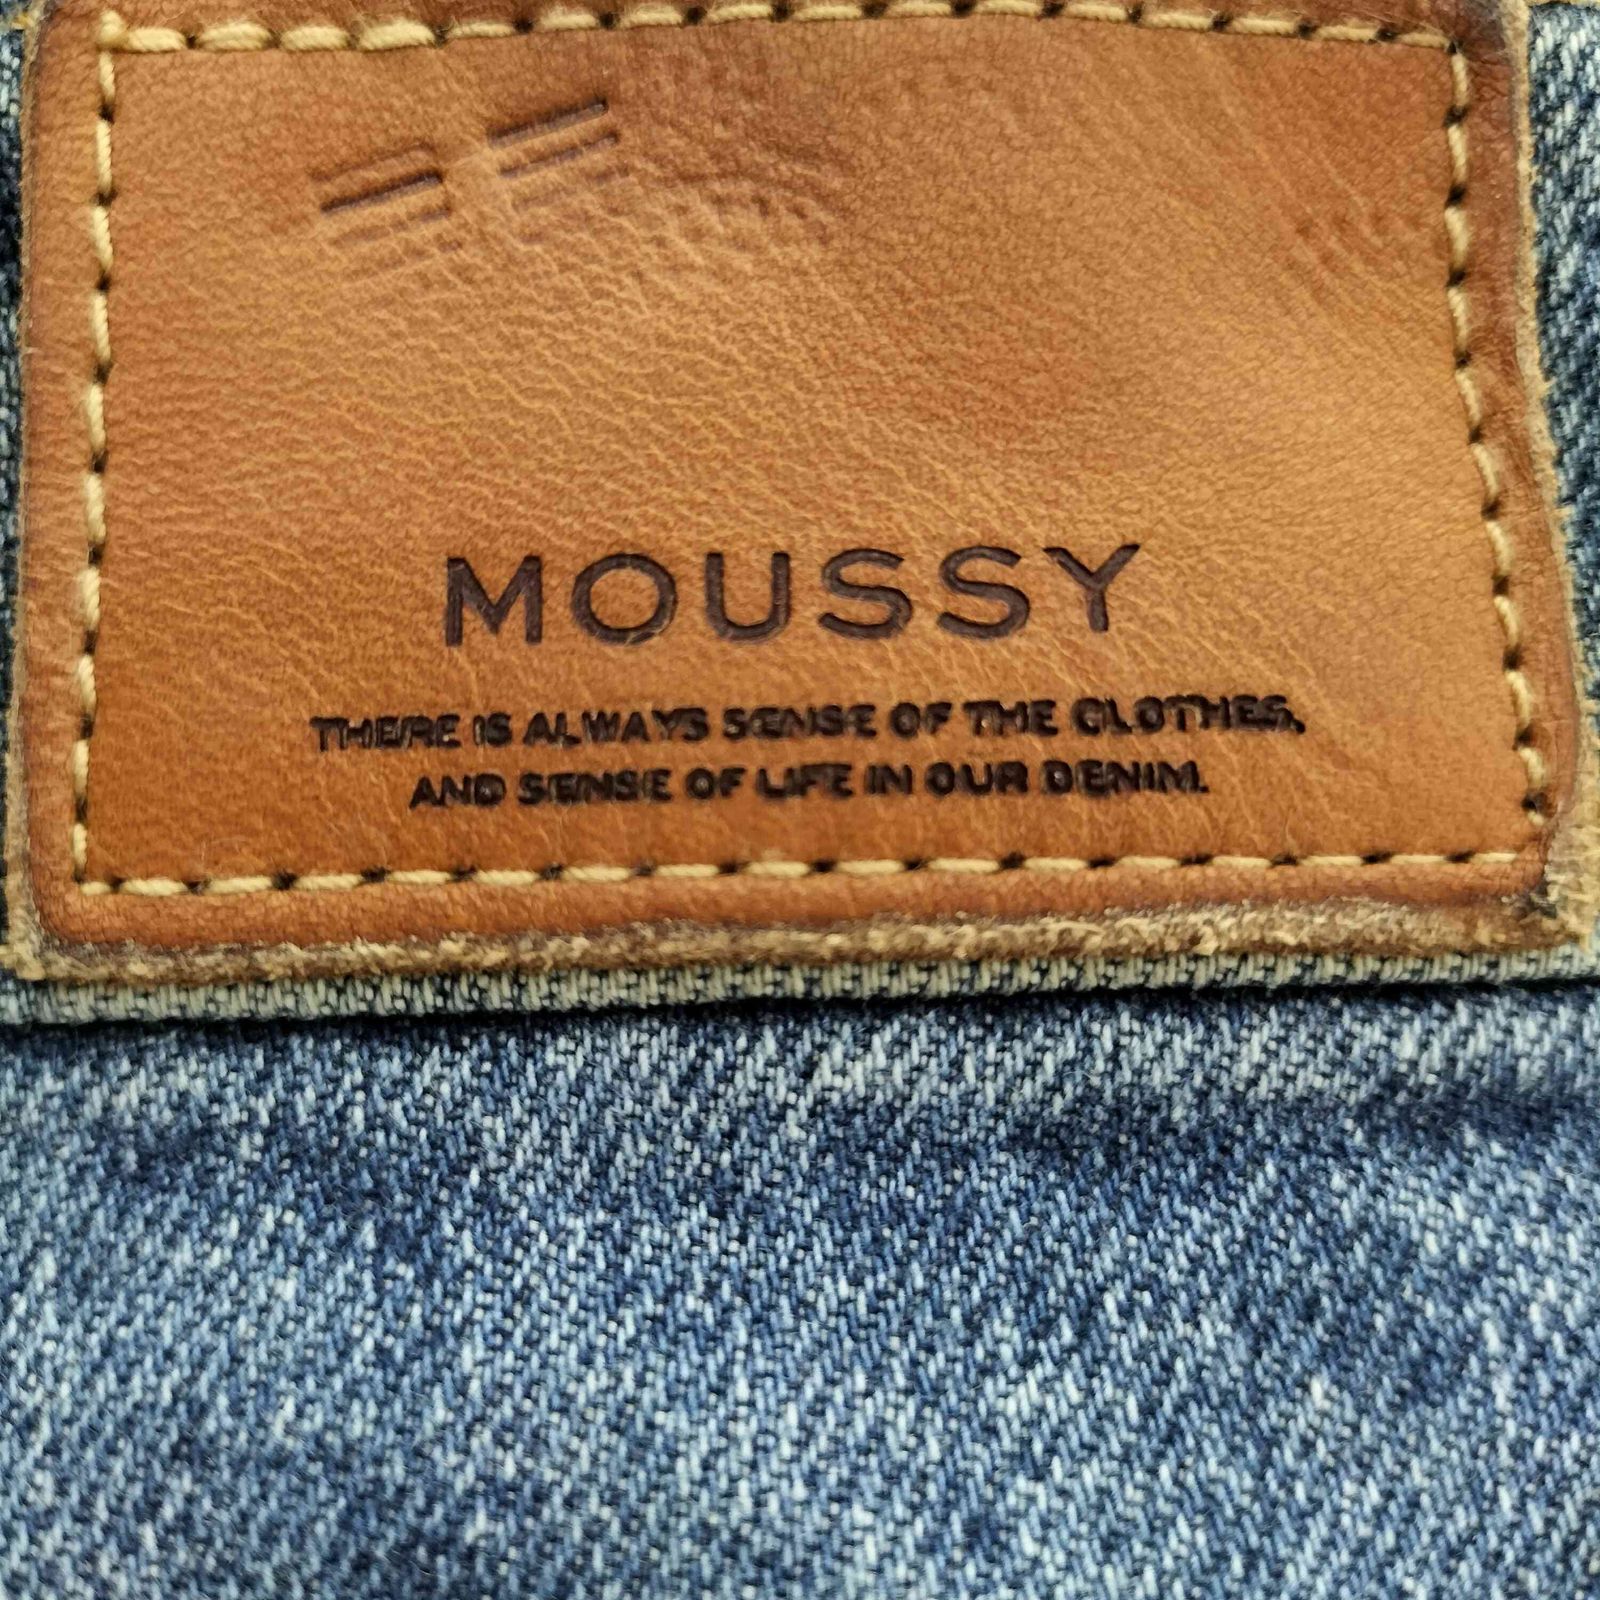 MOUSSY
THERE IS ALWAYS SENSE OF THE CLOTHES,
AND SENSE OF LIFE IN OUR DENIM.